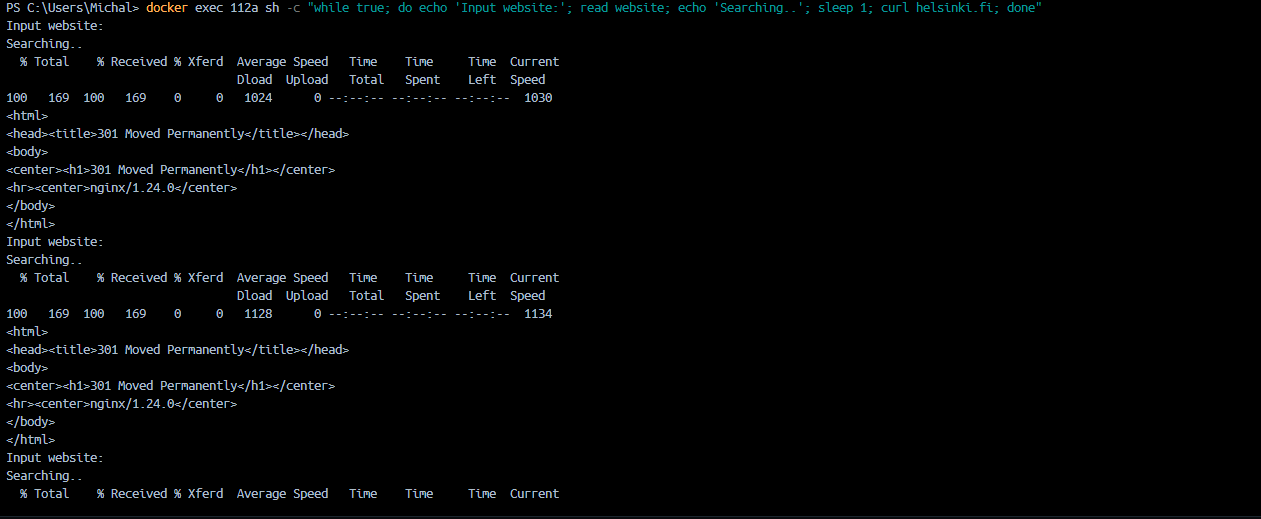 PS C:\Users\Michal> docker exec 112a sh -c "while true; do echo 'Input website:'; read website; echo 'Searching..'; sleep 1; curl helsinki.fi; done"
Input website:
Searching..
  % Total    % Received % Xferd  Average Speed   Time    Time     Time  Current
                                 Dload  Upload   Total   Spent    Left  Speed
100   169  100   169    0     0   1024      0 --:--:-- --:--:-- --:--:--  1030
<html>
<head><title>301 Moved Permanently</title></head>
<body>
<center><h1>301 Moved Permanently</h1></center>
<hr><center>nginx/1.24.0</center>
</body>
</html>
Input website:
Searching..
  % Total    % Received % Xferd  Average Speed   Time    Time     Time  Current
                                 Dload  Upload   Total   Spent    Left  Speed
100   169  100   169    0     0   1128      0 --:--:-- --:--:-- --:--:--  1134
<html>
<head><title>301 Moved Permanently</title></head>
<body>
<center><h1>301 Moved Permanently</h1></center>
<hr><center>nginx/1.24.0</center>
</body>
</html>
Input website:
Searching..
  % Total    % Received % Xferd  Average Speed   Time    Time     Time  Current